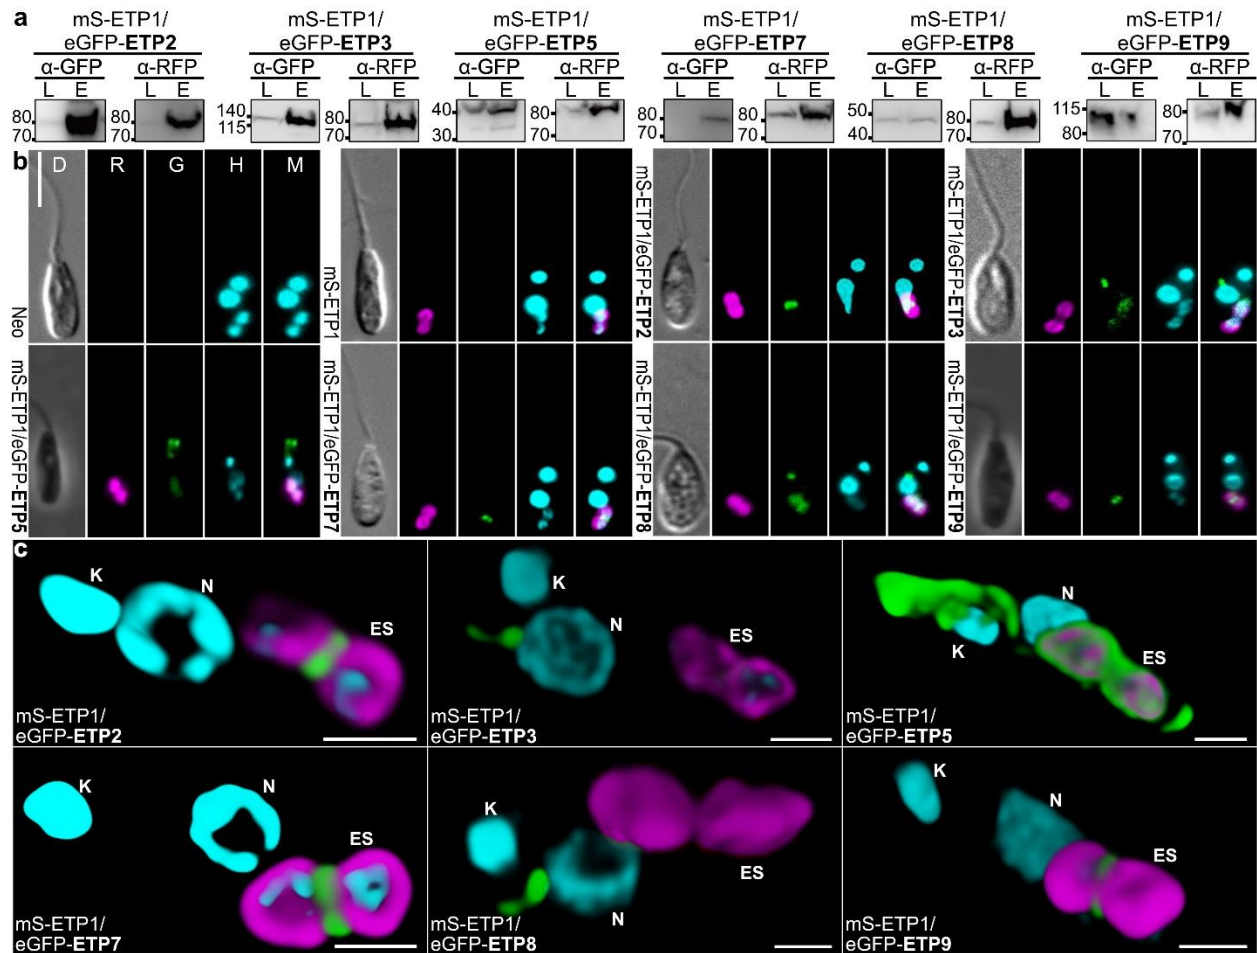 a
mS-ETP1/ mS-ETP1/ mS-ETP1/ mS-ETP1/ mS-ETP1/ mS-ETP1/
eGFP-ETP2 eGFP-ETP3 eGFP-ETP5 eGFP-ETP7 eGFP-ETP8 eGFP-ETP9
α-GFP α-RFP α-GFP α-RFP α-GFP α-RFP α-GFP α-RFP α-GFP α-RFP α-GFP α-RFP
L E L E L E L E L E L E L E L E L E L E L E L E
80 80 140 80 40 80 80 80 50 80 115 80
70 70 115 70 30 70 70 70 40 70 80 70
b
D R G H M
Neo
mS-ETP1
mS-ETP1/eGFP-ETP2
mS-ETP1/eGFP-ETP3
mS-ETP1/eGFP-ETP5
mS-ETP1/eGFP-ETP7
mS-ETP1/eGFP-ETP8
mS-ETP1/eGFP-ETP9
c
K N ES
mS-ETP1/
eGFP-ETP2
K N ES
mS-ETP1/
eGFP-ETP3
K N ES
mS-ETP1/
eGFP-ETP5
K N ES
mS-ETP1/
eGFP-ETP7
K N ES
mS-ETP1/
eGFP-ETP8
K N ES
mS-ETP1/
eGFP-ETP9